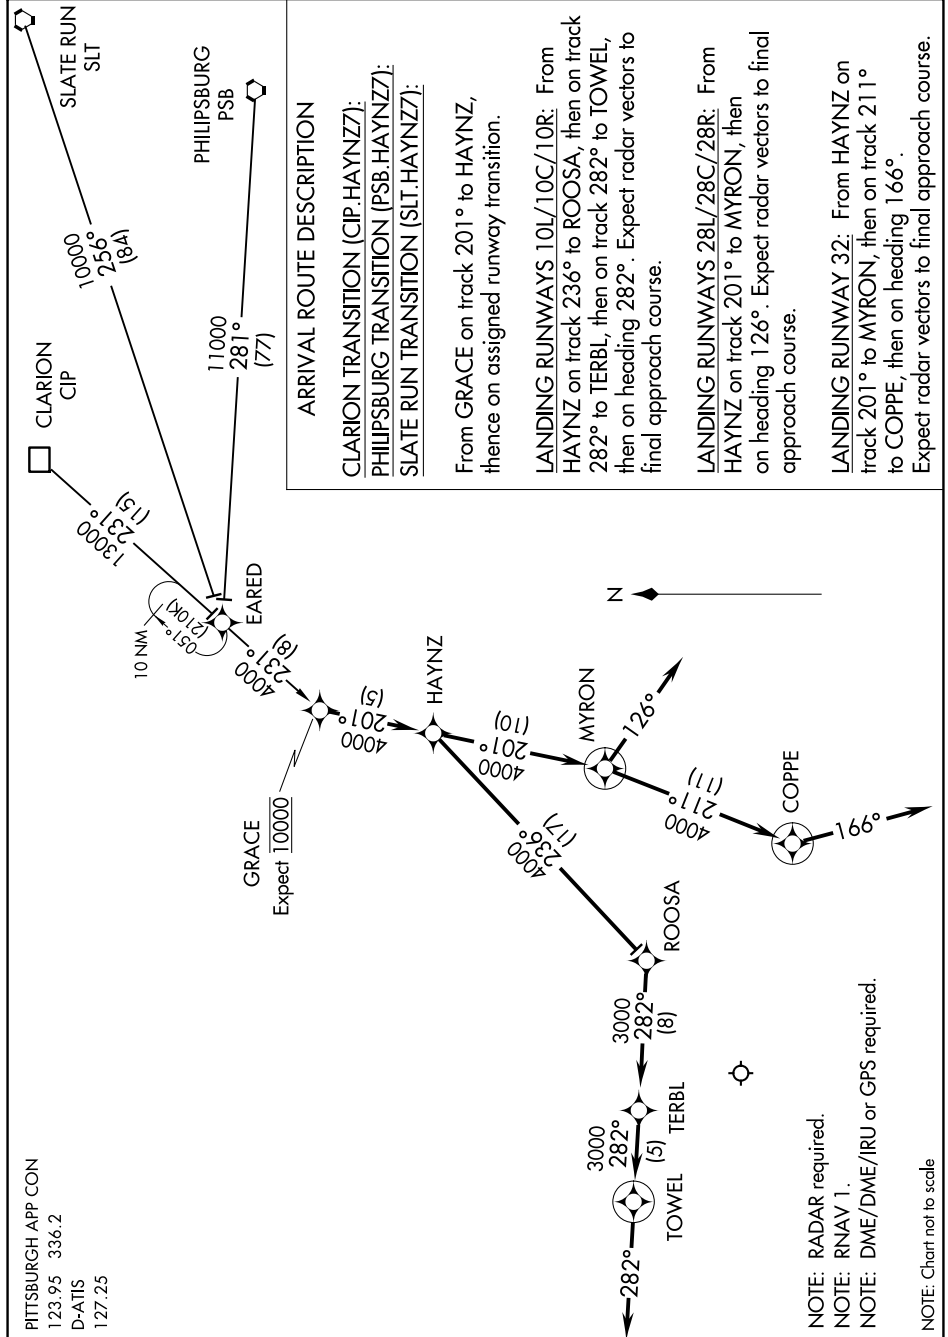 PITTSBURGH APP CON
123.95 336.2
D-ATIS
127.25
SLATE RUN
SLT
10000
256°
(84)
PHILIPSBURG
PSB
11000
281°
(77)
CLARION
CIP
13000
231°
(15)
10 NM
051°
(210K)
EARED
4000
231°
(8)
GRACE
Expect 10000
4000
201°
(5)
HAYNZ
4000
201°
(10)
MYRON
126°
4000
211°
(11)
COPPE
166°
4000
236°
(17)
ROOSA
3000
282°
(8)
TERBL
3000
282°
(5)
TOWEL
282°
N
ARRIVAL ROUTE DESCRIPTION
CLARION TRANSITION (CIP.HAYNZ7):
PHILIPSBURG TRANSITION (PSB.HAYNZ7):
SLATE RUN TRANSITION (SLT.HAYNZ7):
From GRACE on track 201° to HAYNZ,
thence on assigned runway transition.
LANDING RUNWAYS 10L/10C/10R: From
HAYNZ on track 236° to ROOSA, then on track
282° to TERBL, then on track 282° to TOWEL,
then on heading 282°. Expect radar vectors to
final approach course.
LANDING RUNWAYS 28L/28C/28R: From
HAYNZ on track 201° to MYRON, then
on heading 126°. Expect radar vectors to final
approach course.
LANDING RUNWAY 32: From HAYNZ on
track 201° to MYRON, then on track 211°
to COPPE, then on heading 166°.
Expect radar vectors to final approach course.
NOTE: RADAR required.
NOTE: RNAV 1.
NOTE: DME/DME/IRU or GPS required.
NOTE: Chart not to scale